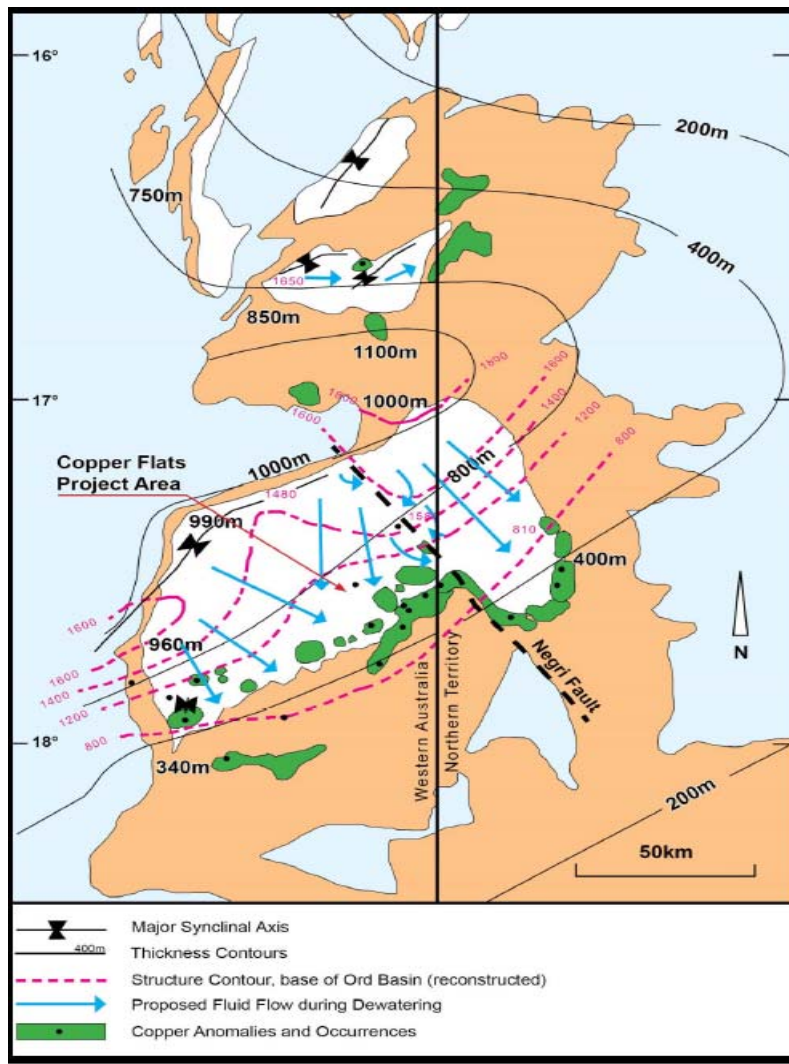 16°
200m
750m
400m
1650
850m
1100m
1800
1600
17°
1000m
1600
1600
1400
1200
Copper Flats
Project Area
1000m
800m
800
1480
990m
810
400m
1600
960m
Negri Fault
1600
1400
1200
Western Australia
Northern Territory
N
800
18°
340m
200m
50km
Major Synclinal Axis
400m
Thickness Contours
Structure Contour, base of Ord Basin (reconstructed)
Proposed Fluid Flow during Dewatering
Copper Anomalies and Occurrences